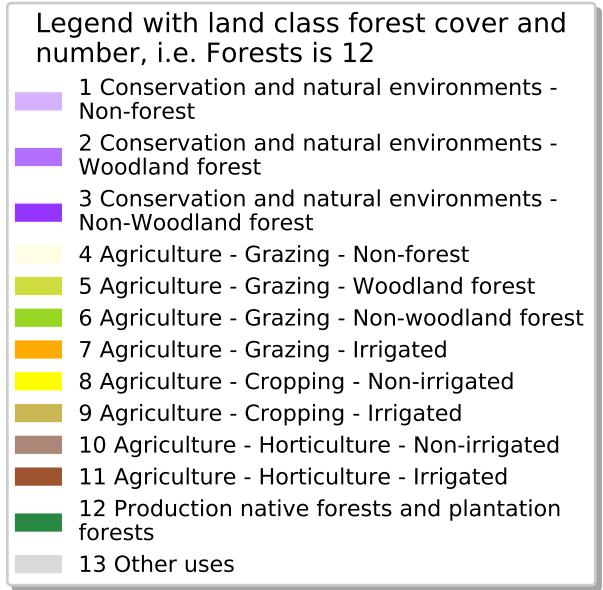 Legend with land class forest cover and
number, i.e. Forests is 12
1 Conservation and natural environments -
Non-forest
2 Conservation and natural environments -
Woodland forest
3 Conservation and natural environments -
Non-Woodland forest
4 Agriculture - Grazing - Non-forest
5 Agriculture - Grazing - Woodland forest
6 Agriculture - Grazing - Non-woodland forest
7 Agriculture - Grazing - Irrigated
8 Agriculture - Cropping - Non-irrigated
9 Agriculture - Cropping - Irrigated
10 Agriculture - Horticulture - Non-irrigated
11 Agriculture - Horticulture - Irrigated
12 Production native forests and plantation
forests
13 Other uses